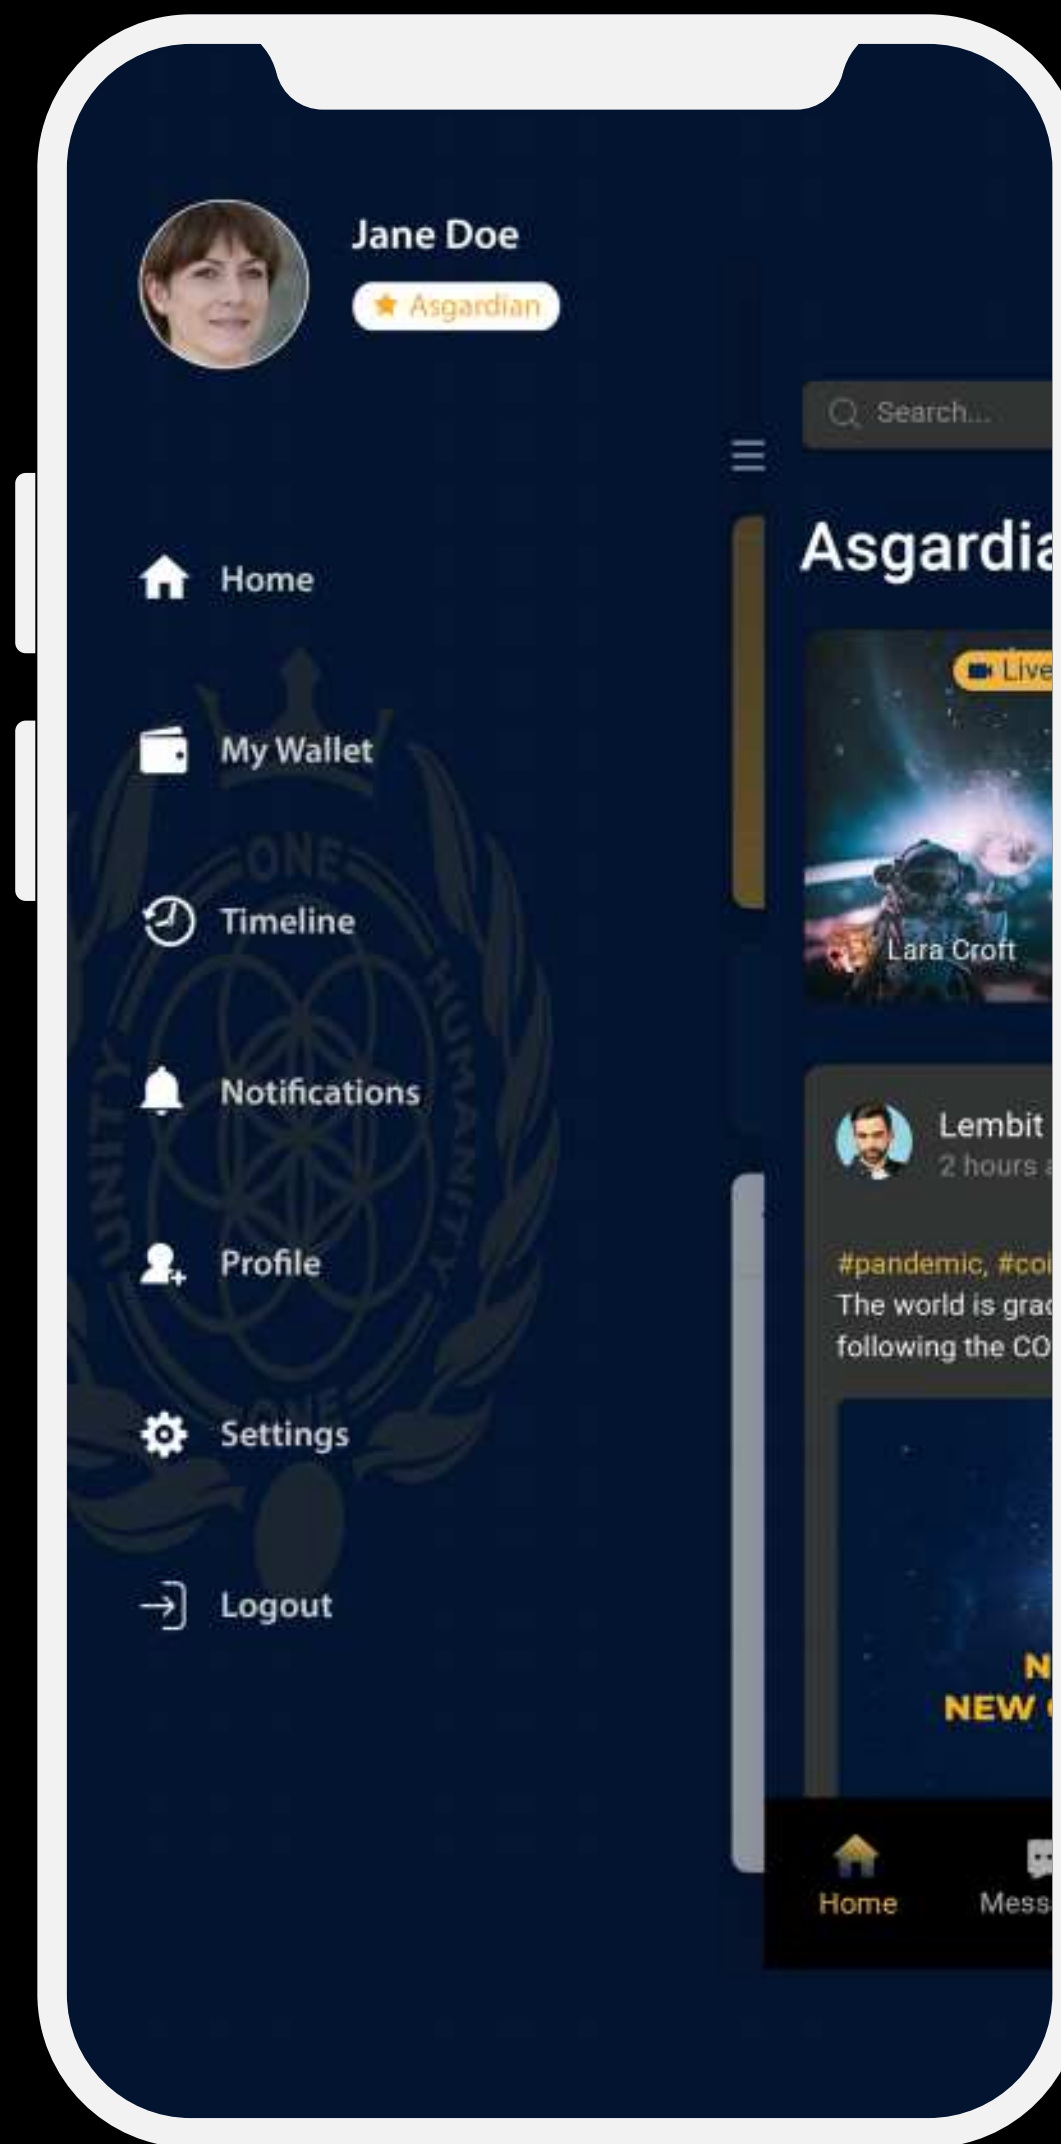 Jane Doe
Asgardian
Home
My Wallet
Timeline
Notifications
Profile
Settings
Logout
ONE
HUMANITY
UNITY
ONE
Search...
Asgardia
Live
Lara Croft
Lembit
2 hours a
#pandemic, #coi
The world is grad
following the CO
N
NEW
Home
Mess